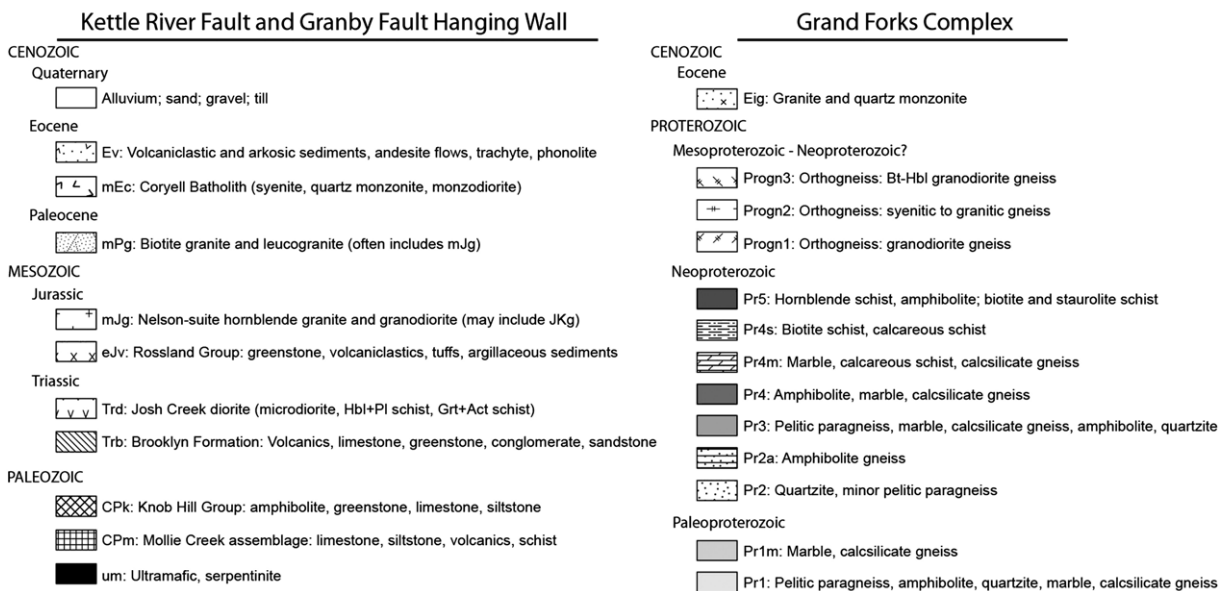 Kettle River Fault and Granby Fault Hanging Wall
CENOZOIC
Quaternary
Alluvium; sand; gravel; till
Eocene
Ev: Volcaniclastic and arkosic sediments, andesite flows, trachyte, phonolite
mEc: Coryell Batholith (syenite, quartz monzonite, monzodiorite)
Paleocene
mPg: Biotite granite and leucogranite (often includes mJg)
MESOZOIC
Jurassic
mJg: Nelson-suite hornblende granite and granodiorite (may include JKg)
eJv: Rossland Group: greenstone, volcaniclastics, tuffs, argillaceous sediments
Triassic
Trd: Josh Creek diorite (microdiorite, Hbl+Pl schist, Grt+Act schist)
Trb: Brooklyn Formation: Volcanics, limestone, greenstone, conglomerate, sandstone
PALEOZOIC
CPk: Knob Hill Group: amphibolite, greenstone, limestone, siltstone
CPm: Mollie Creek assemblage: limestone, siltstone, volcanics, schist
um: Ultramafic, serpentinite
Grand Forks Complex
CENOZOIC
Eocene
Eig: Granite and quartz monzonite
PROTEROZOIC
Mesoproterozoic - Neoproterozoic?
Progn3: Orthogneiss: Bt-Hbl granodiorite gneiss
Progn2: Orthogneiss: syenitic to granitic gneiss
Progn1: Orthogneiss: granodiorite gneiss
Neoproterozoic
Pr5: Hornblende schist, amphibolite; biotite and staurolite schist
Pr4s: Biotite schist, calcareous schist
Pr4m: Marble, calcareous schist, calcsilicate gneiss
Pr4: Amphibolite, marble, calcsilicate gneiss
Pr3: Pelitic paragneiss, marble, calcsilicate gneiss, amphibolite, quartzite
Pr2a: Amphibolite gneiss
Pr2: Quartzite, minor pelitic paragneiss
Paleoproterozoic
Pr1m: Marble, calcsilicate gneiss
Pr1: Pelitic paragneiss, amphibolite, quartzite, marble, calcsilicate gneiss